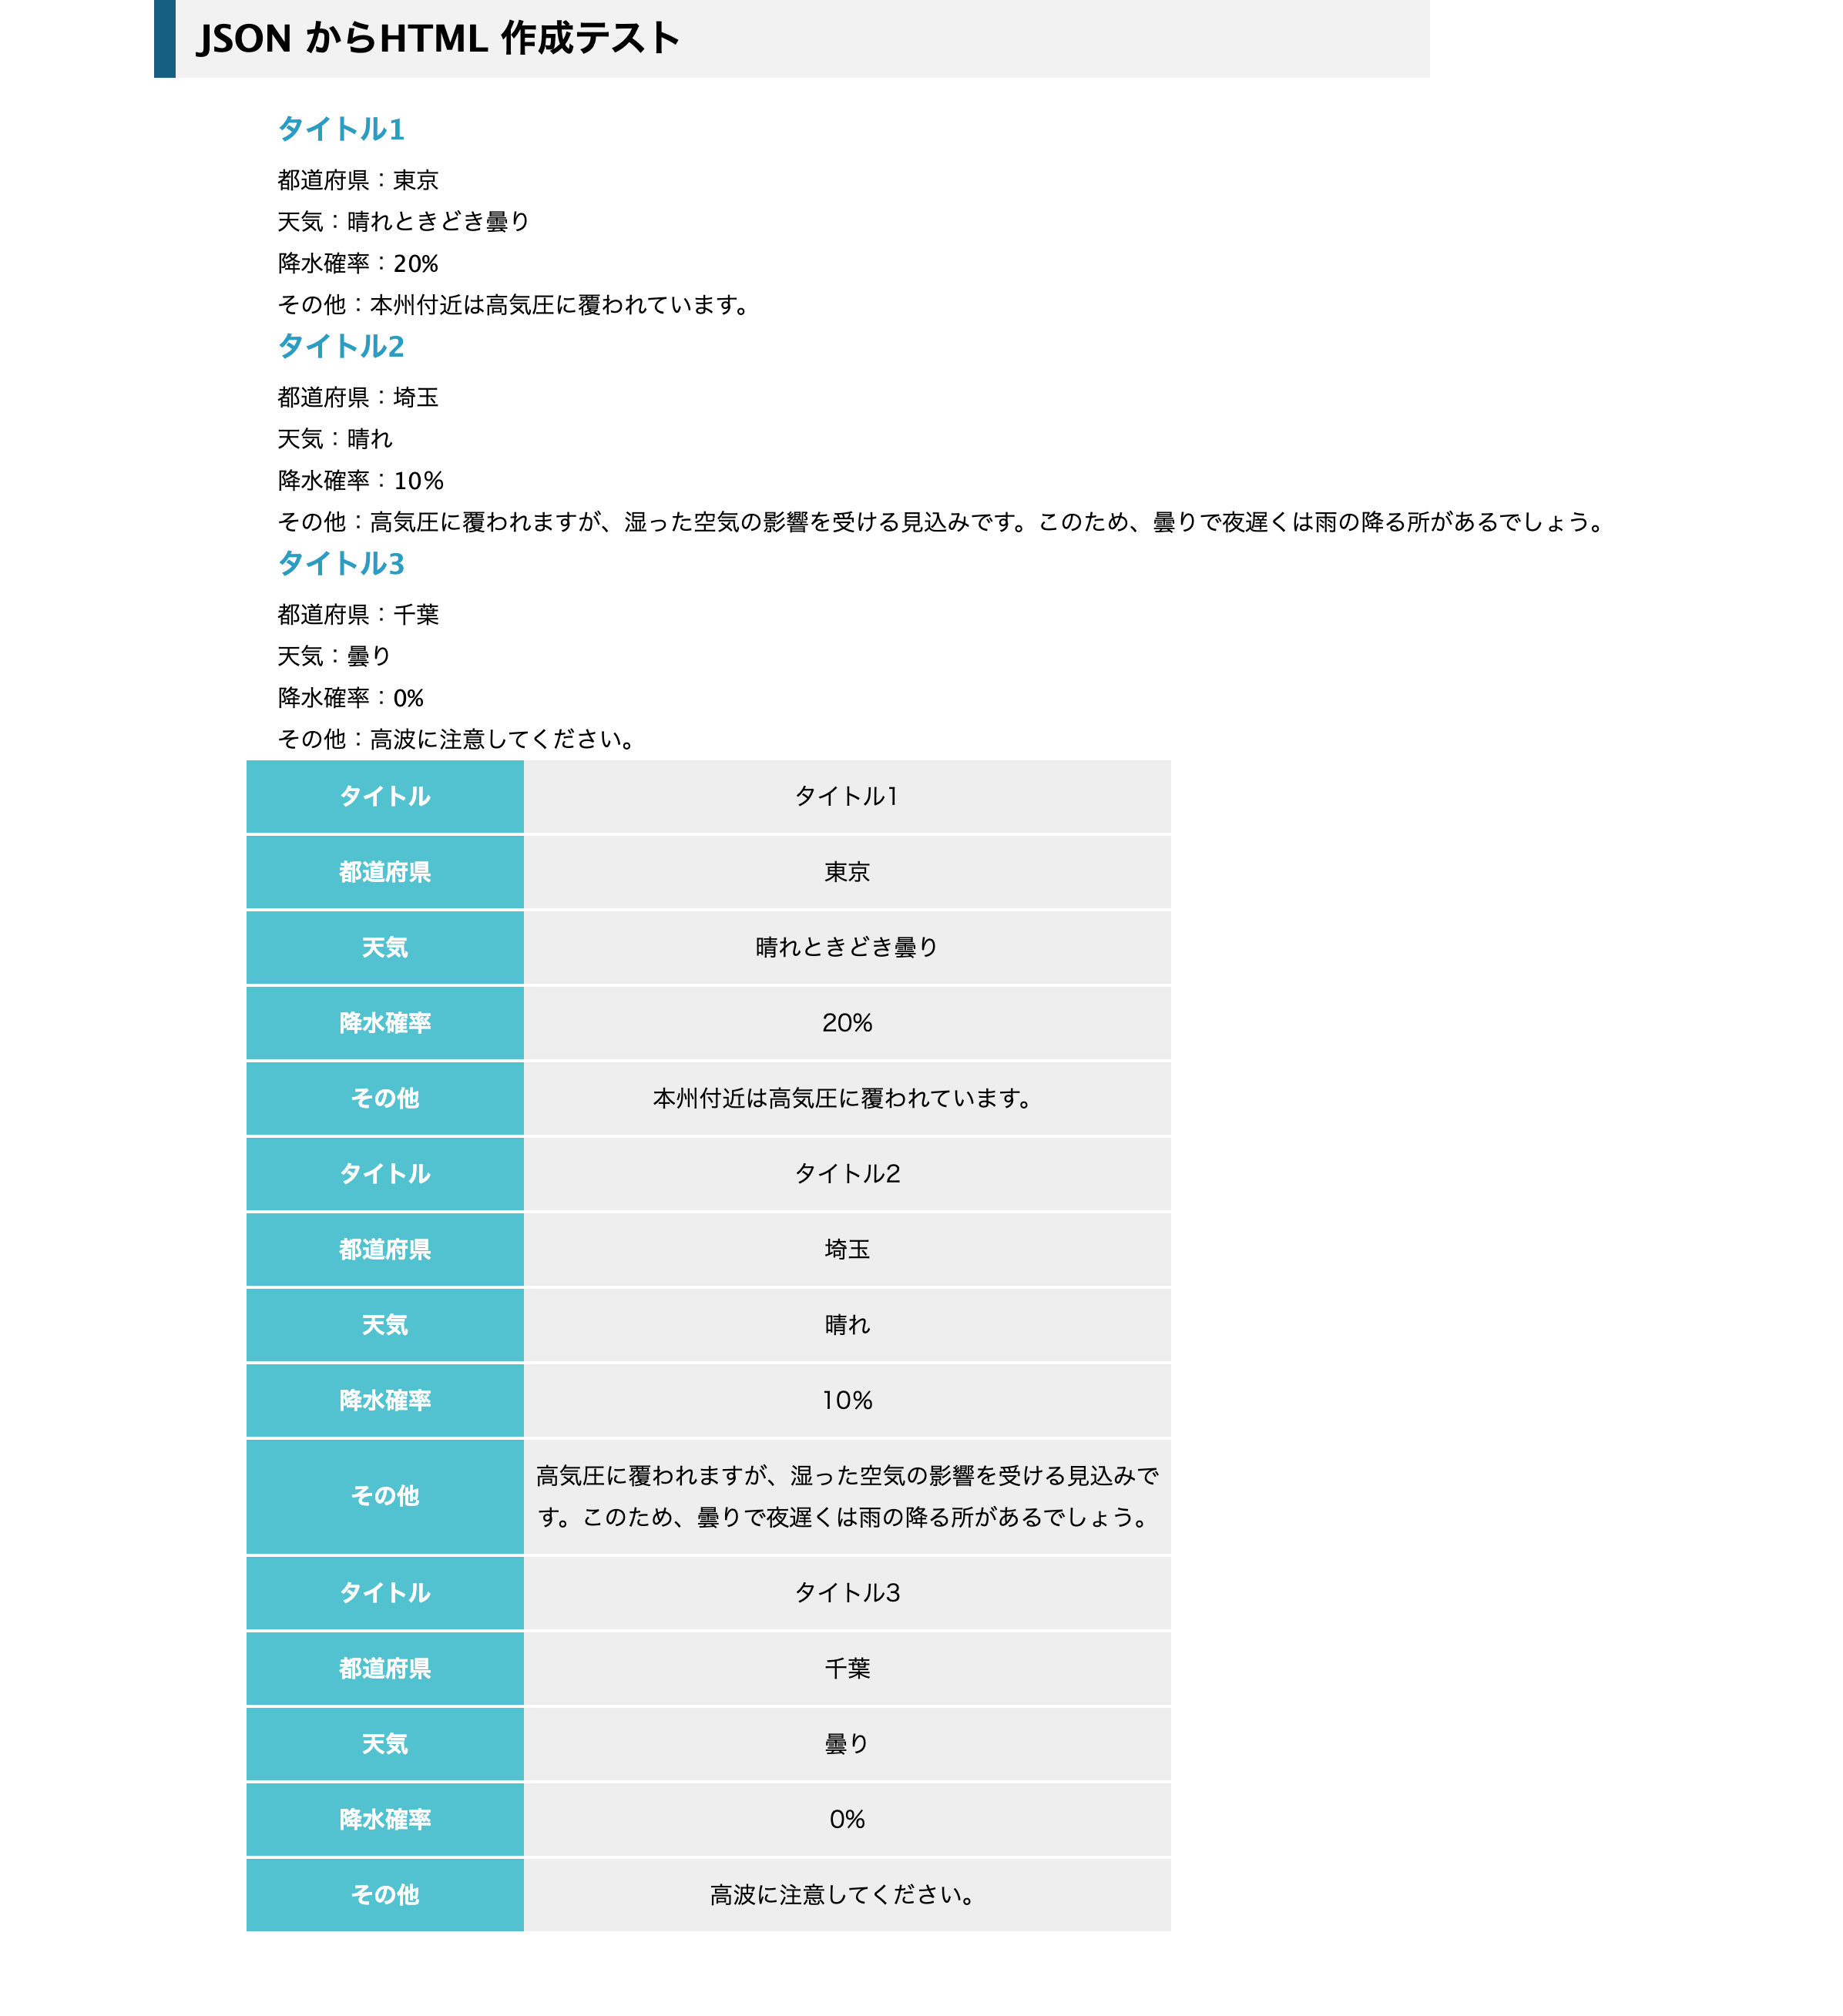 JSON からHTML 作成テスト
タイトル1
都道府県：東京
天気：晴れときどき曇り
降水確率：20%
その他：本州付近は高気圧に覆われています。
タイトル2
都道府県：埼玉
天気：晴れ
降水確率：10%
その他：高気圧に覆われますが、湿った空気の影響を受ける見込みです。このため、曇りで夜遅くは雨の降る所があるでしょう。
タイトル3
都道府県：千葉
天気：曇り
降水確率：0%
その他：高波に注意してください。
タイトル タイトル1
都道府県 東京
天気 晴れときどき曇り
降水確率 20%
その他 本州付近は高気圧に覆われています。
タイトル タイトル2
都道府県 埼玉
天気 晴れ
降水確率 10%
その他 高気圧に覆われますが、湿った空気の影響を受ける見込みで
す。このため、曇りで夜遅くは雨の降る所があるでしょう。
タイトル タイトル3
都道府県 千葉
天気 曇り
降水確率 0%
その他 高波に注意してください。